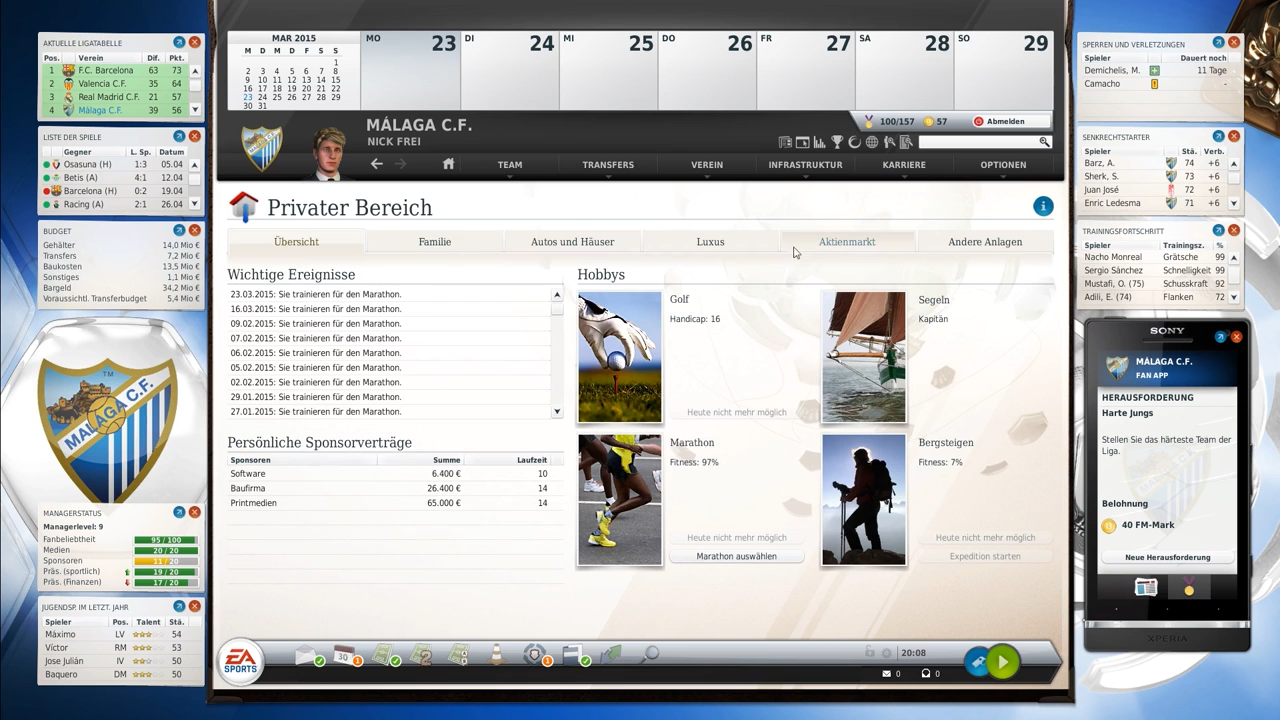 AKTUELLE LIGATABELLE
Pos. Verein Dif. Pkt.
1 F.C. Barcelona 63 73
2 Valencia C.F. 35 64
3 Real Madrid C.F. 21 57
4 Málaga C.F. 39 56
LISTE DER SPIELE
Gegner L. Sp. Datum
Osasuna (H) 1:3 05.04
Betis (A) 4:1 12.04
Barcelona (H) 0:2 19.04
Racing (A) 2:1 26.04
BUDGET
Gehälter 14,0 Mio €
Transfers 7,2 Mio €
Baukosten 13,5 Mio €
Sonstiges 1,1 Mio €
Bargeld 34,2 Mio €
Voraussichtl. Transferbudget 5,4 Mio €
TM
MALAGA C.F.
MANAGERSTATUS
Managerlevel: 9
Fanbeliebtheit 95 / 100
Medien 20 / 20
Sponsoren 11 / 20
Präs. (sportlich) 19 / 20
Präs. (Finanzen) 17 / 20
JUGENDSP. IM LETZT. JAHR
Spieler Pos. Talent Stä.
Máximo LV 54
Víctor RM 53
Jose Julián IV 50
Baquero DM 50
MAR 2015
M D M D F S S
1
2 3 4 5 6 7 8
9 10 11 12 13 14 15
16 17 18 19 20 21 22
23 24 25 26 27 28 29
30 31
MO 23 DI 24 MI 25 DO 26 FR 27 SA 28 SO 29
MÁLAGA C.F.
NICK FREI
100/157 57 Abmelden
TEAM TRANSFERS VEREIN INFRASTRUKTUR KARRIERE OPTIONEN
Privater Bereich
Übersicht Familie Autos und Häuser Luxus Aktienmarkt Andere Anlagen
Wichtige Ereignisse
23.03.2015: Sie trainieren für den Marathon.
16.03.2015: Sie trainieren für den Marathon.
09.02.2015: Sie trainieren für den Marathon.
07.02.2015: Sie trainieren für den Marathon.
06.02.2015: Sie trainieren für den Marathon.
05.02.2015: Sie trainieren für den Marathon.
02.02.2015: Sie trainieren für den Marathon.
29.01.2015: Sie trainieren für den Marathon.
27.01.2015: Sie trainieren für den Marathon.
Persönliche Sponsorverträge
Sponsoren Summe Laufzeit
Software 6.400 € 10
Baufirma 26.400 € 14
Printmedien 65.000 € 14
Hobbys
Golf
Handicap: 16
Heute nicht mehr möglich
Segeln
Kapitän
Marathon
Fitness: 97%
Heute nicht mehr möglich
Marathon auswählen
Bergsteigen
Fitness: 7%
Heute nicht mehr möglich
Expedition starten
EA
SPORTS
30 1
2
1
20:08
0 0
SPERREN UND VERLETZUNGEN
Spieler Dauert noch
Demichelis, M. 11 Tage
Camacho -
SENKRECHTSTARTER
Spieler Stä. Verb.
Barz, A. 74 +6
Sherk, S. 73 +6
Juan José 72 +6
Enric Ledesma 71 +6
TRAININGSFORTSCHRITT
Spieler Trainingsz. %
Nacho Monreal Grätsche 99
Sergio Sánchez Schnelligkeit 99
Mustafi, O. (75) Schusskraft 92
Adili, E. (74) Flanken 72
SONY
MÁLAGA C.F.
FAN APP
HERAUSFORDERUNG
Harte Jungs
Stellen Sie das härteste Team der
Liga.
Belohnung
40 FM-Mark
Neue Herausforderung
XPERIA